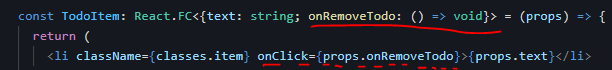 const TodoItem: React.FC<{text: string; onRemoveTodo: () => void}> = (props) => {
return (
<li className={classes.item} onClick={props.onRemoveTodo}>{props.text}</li>